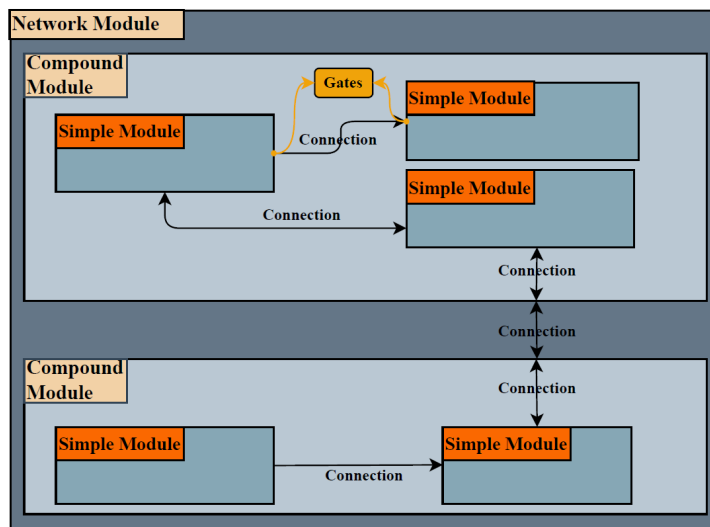 Network Module
Compound
Module
Gates
Simple Module
Simple Module
Connection
Simple Module
Connection
Connection
Connection
Compound
Module
Connection
Simple Module
Simple Module
Connection